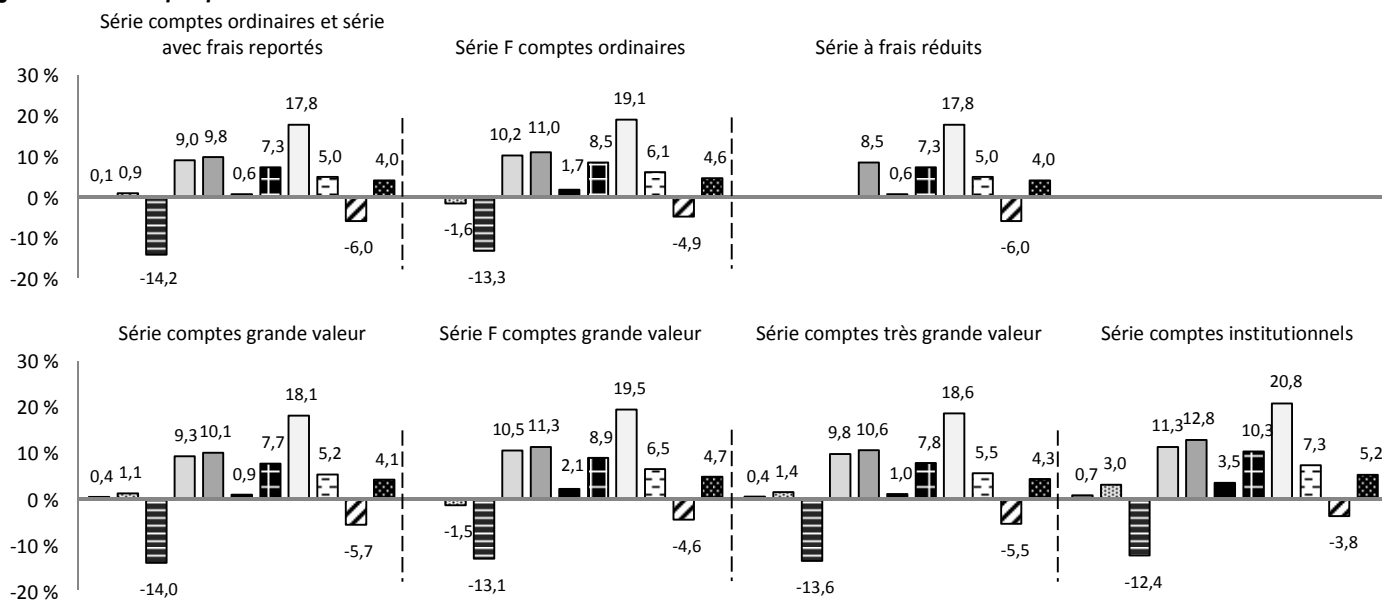 Série comptes ordinaires et série
avec frais reportés
Série F comptes ordinaires
Série à frais réduits
30 %
20 %
10 %
0 %
-10 %
-20 %
0,1 0,9 -14,2 9,0 9,8 0,6 7,3 17,8 5,0 -6,0 4,0
-1,6 -13,3 10,2 11,0 1,7 8,5 19,1 6,1 -4,9 4,6
8,5 0,6 7,3 17,8 5,0 -6,0 4,0
Série comptes grande valeur
Série F comptes grande valeur
Série comptes très grande valeur
Série comptes institutionnels
30 %
20 %
10 %
0 %
-10 %
-20 %
0,4 1,1 -14,0 9,3 10,1 0,9 7,7 18,1 5,2 -5,7 4,1
-1,5 -13,1 10,5 11,3 2,1 8,9 19,5 6,5 -4,6 4,7
0,4 1,4 -13,6 9,8 10,6 1,0 7,8 18,6 5,5 -5,5 4,3
0,7 3,0 -12,4 11,3 12,8 3,5 10,3 20,8 7,3 -3,8 5,2